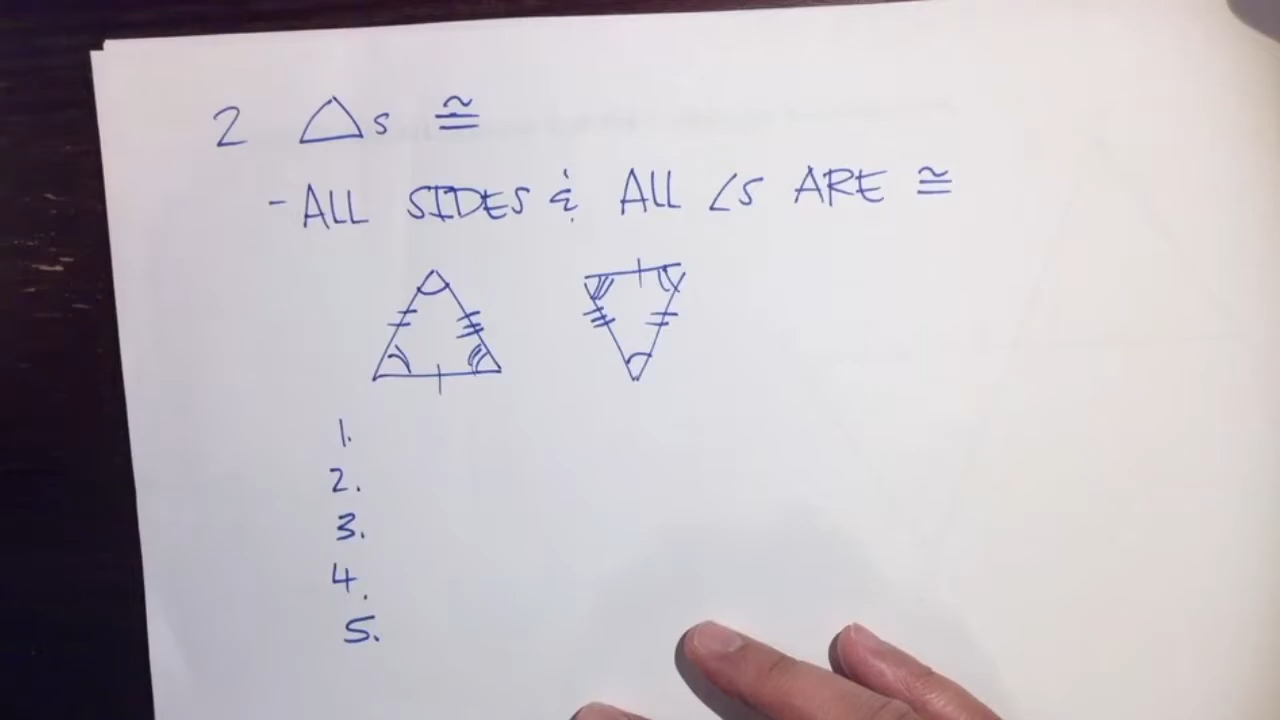 2 △s ≅
- ALL SIDES & ALL ∠S ARE ≅
1.
2.
3.
4.
5.